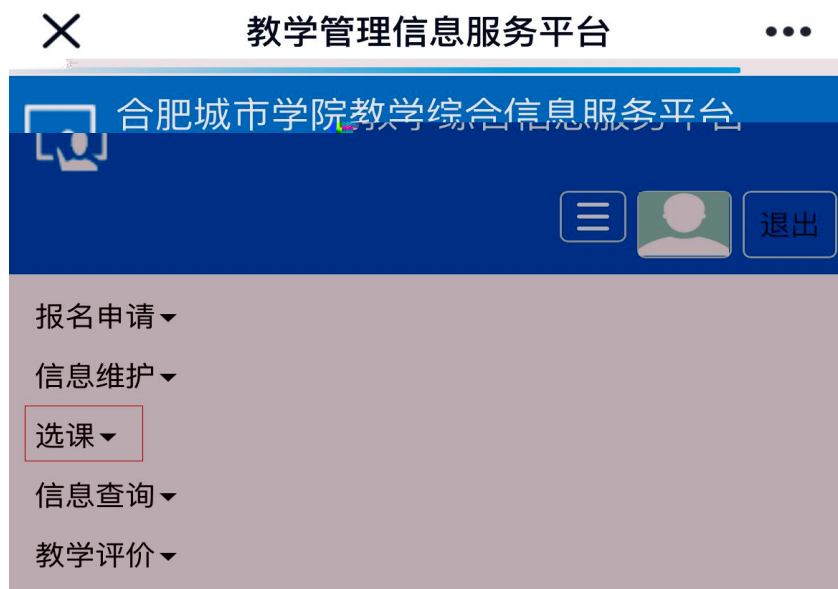 教学管理信息服务平台
合肥城市学院教学综合信息服务平台
退出
报名申请
信息维护
选课
信息查询
教学评价